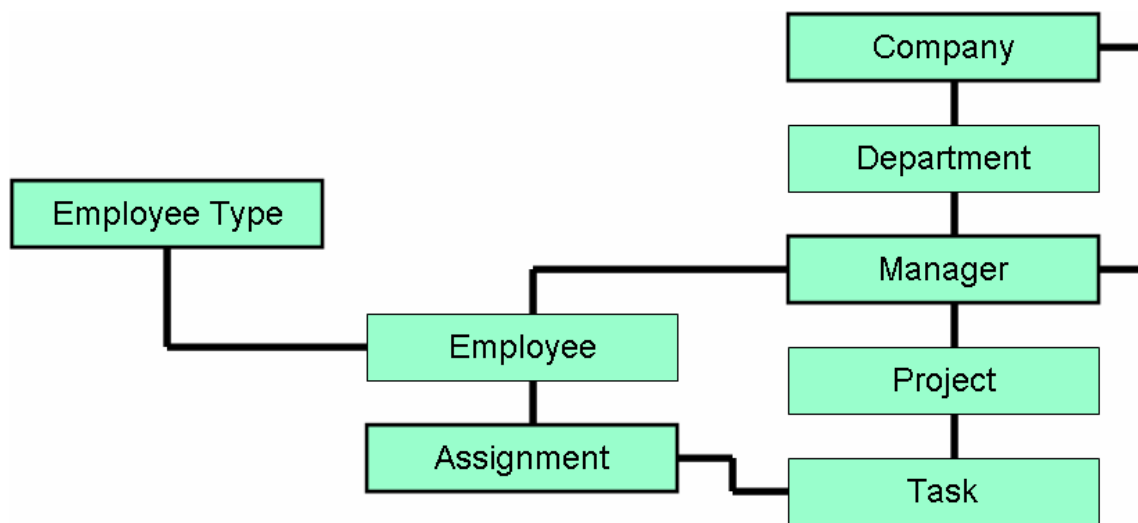 Company
Department
Employee Type
Manager
Employee
Project
Assignment
Task